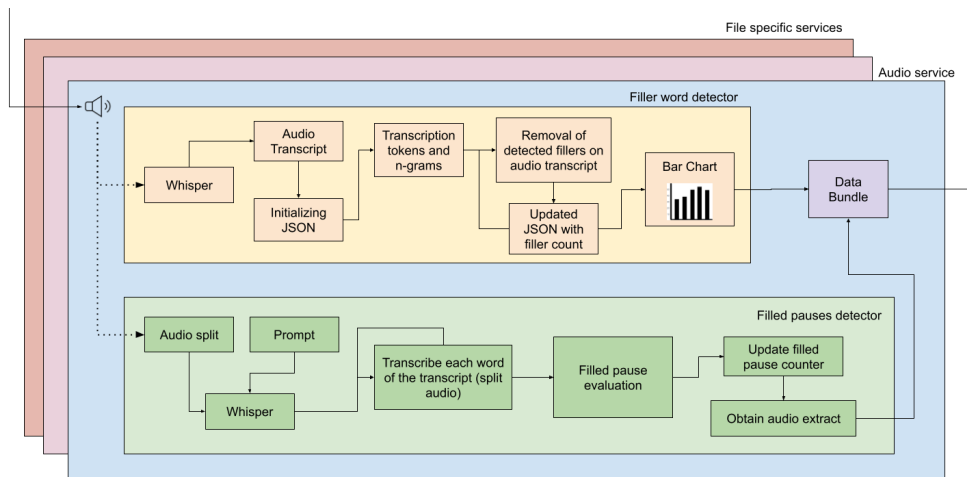 File specific services
Audio service
Filler word detector
Audio
Transcript
Transcription
tokens and
n-grams
Removal of
detected fillers on
audio transcript
Bar Chart
Whisper
Initializing
JSON
Updated
JSON with
filler count
Data
Bundle
Filled pauses detector
Audio split
Prompt
Transcribe each word
of the transcript (split
audio)
Filled pause
evaluation
Update filled
pause counter
Whisper
Obtain audio extract